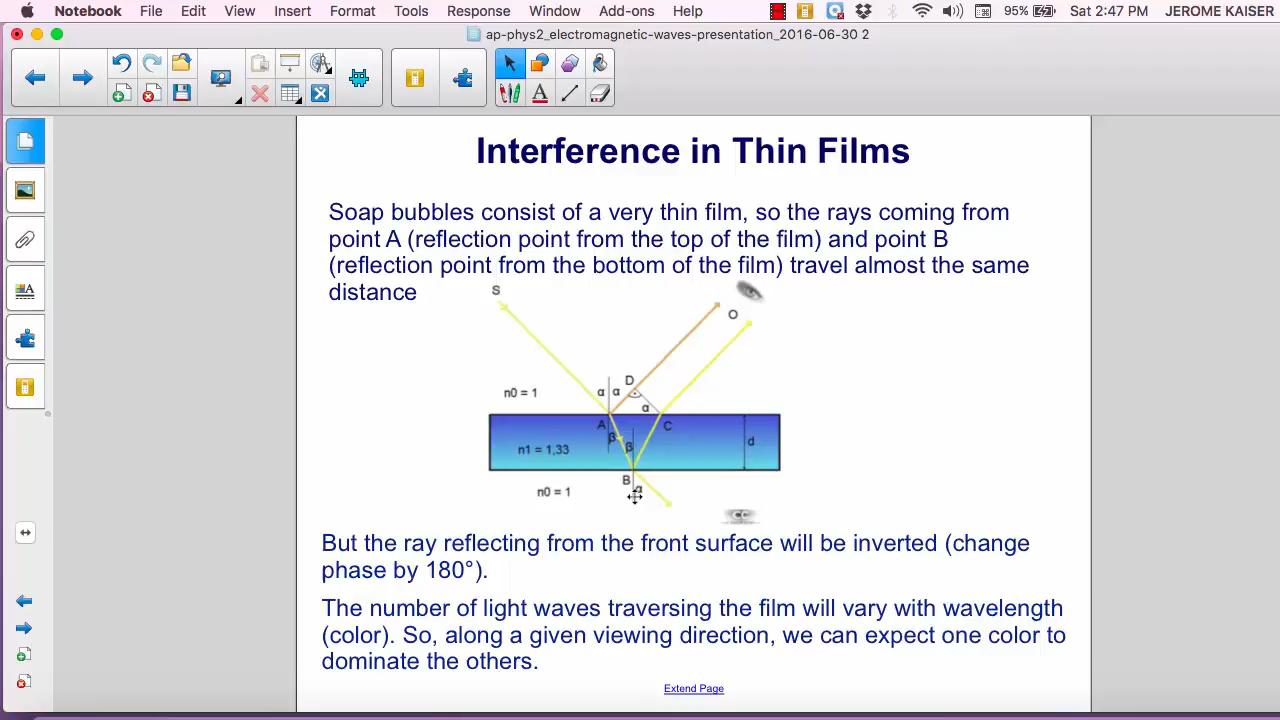 Notebook File Edit View Insert Format Tools Response Window Add-ons Help 95% Sat 2:47 PM JEROME KAISER
ap-phys2_electromagnetic-waves-presentation_2016-06-30 2
Interference in Thin Films
Soap bubbles consist of a very thin film, so the rays coming from
point A (reflection point from the top of the film) and point B
(reflection point from the bottom of the film) travel almost the same
distance
S
O
D
n0 = 1
α α
α
A
C
β
β
n1 = 1,33
d
B
α
n0 = 1
But the ray reflecting from the front surface will be inverted (change
phase by 180°).
The number of light waves traversing the film will vary with wavelength
(color). So, along a given viewing direction, we can expect one color to
dominate the others.
Extend Page